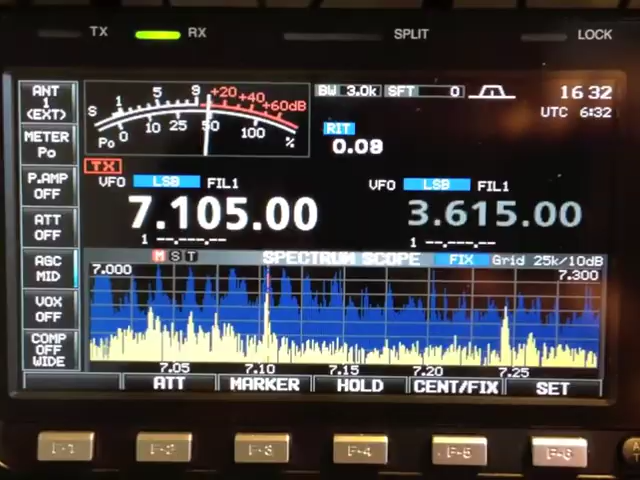 TX RX SPLIT LOCK
ANT 1 (EXT)
METER Po
P.AMP OFF
ATT OFF
AGC MID
VOX OFF
COMP OFF WIDE
S 1 5 9 +20 +40 +60dB
Po 0 10 25 50 100 %
BW 3.0k SFT 0
16 32
UTC 6:32
RIT
0.08
TX
VFO LSB FIL1
7.105.00
1 --.---.--
VFO LSB FIL1
3.615.00
1 --.---.--
M S T SPECTRUM SCOPE FIX Grid 25k/10dB
7.000 7.300
7.05 7.10 7.15 7.20 7.25
ATT MARKER HOLD CENT/FIX SET
F-1 F-2 F-3 F-4 F-5 F-6